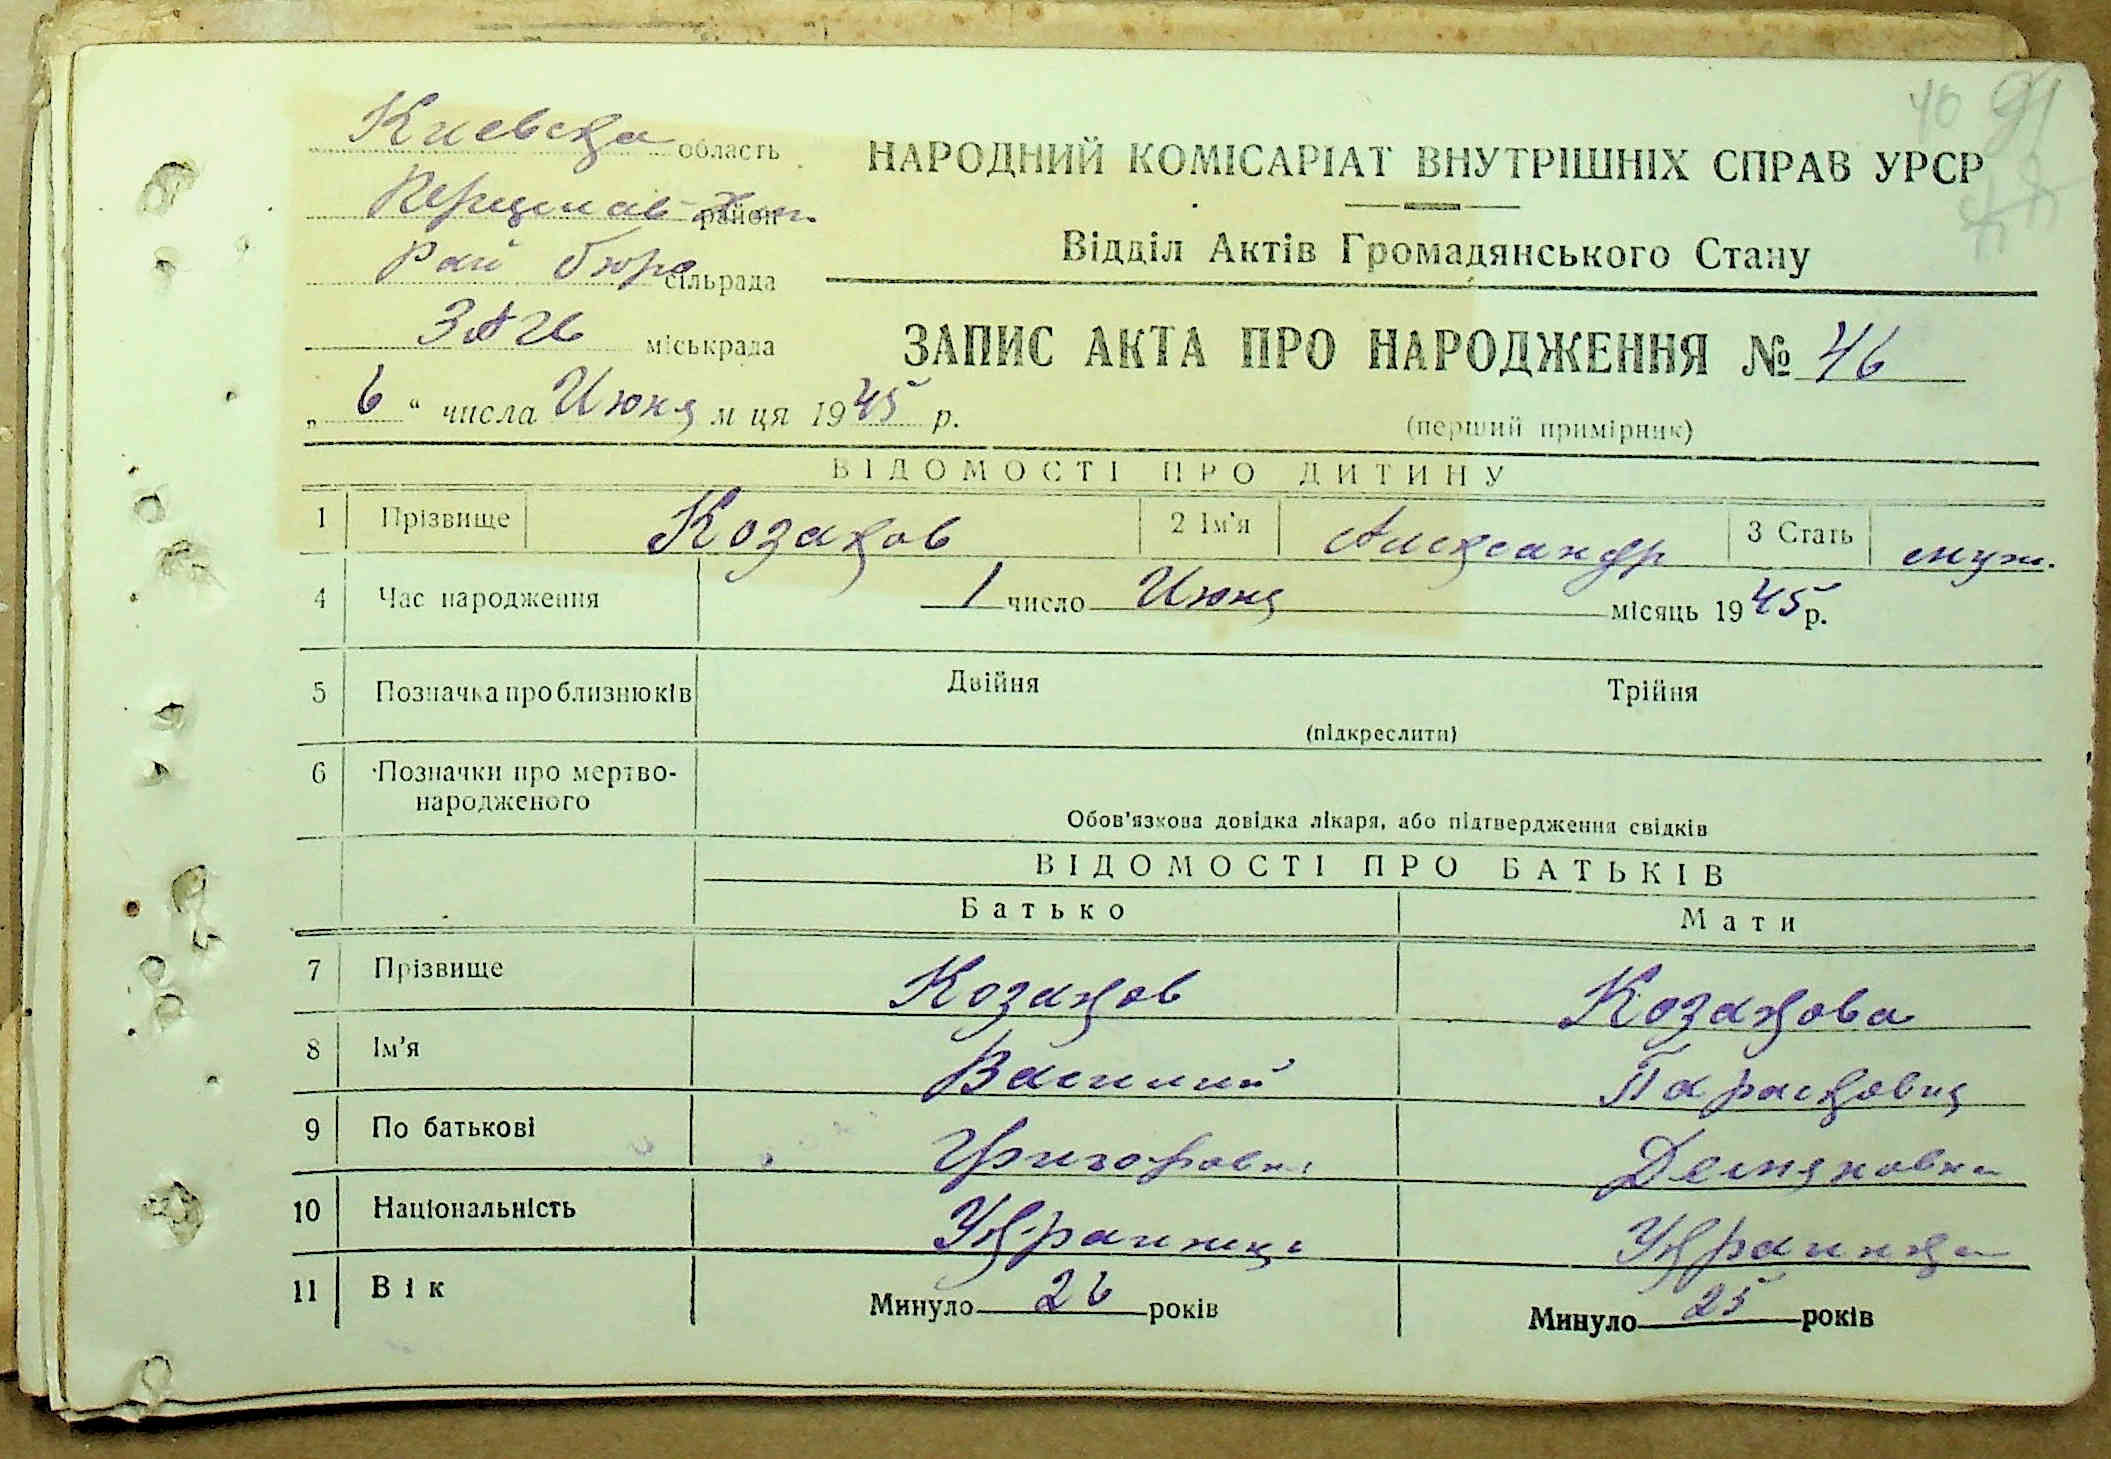 40 91
Киевска область
район
Рай бюро сільрада
ЗАГС міськрада
„ 6 “ числа Июня м ця 1945 р.
НАРОДНИЙ КОМІСАРІАТ ВНУТРІШНІХ СПРАВ УРСР
Відділ Актів Громадянського Стану
ЗАПИС АКТА ПРО НАРОДЖЕННЯ № 46
(перший примірник)
ВІДОМОСТІ ПРО ДИТИНУ
1 Прізвище Козаков 2 Ім'я Александр 3 Стать муж.
4 Час народження 1 число Июня місяць 1945 р.
5 Позначка про близнюків Двійня Трійня
(підкреслити)
6 Позначки про мертво-
народженого
Обов'язкова довідка лікаря, або підтвердження свідків
ВІДОМОСТІ ПРО БАТЬКІВ
Батько Мати
7 Прізвище Козаков Козакова
8 Ім'я Василий Парасковия
9 По батькові Демяновна
10 Національність Украинец Украинка
11 Вік Минуло 26 років Минуло 25 років